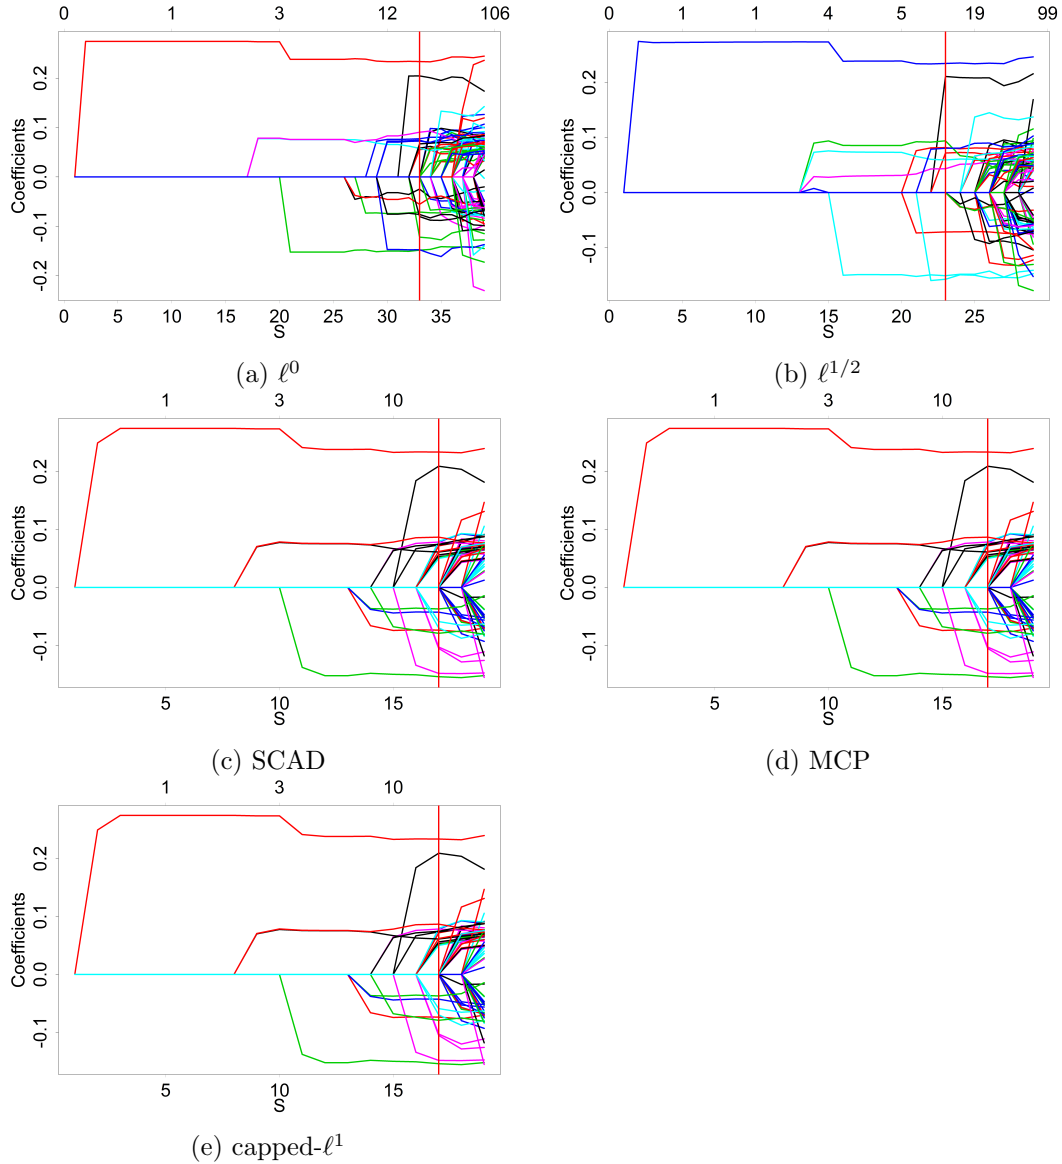 0 1 3 12 106
Coefficients
0.2
0.1
0.0
−0.1
−0.2
0 5 10 15 20 25 30 35
S
(a) ℓ⁰
0 1 1 4 5 19 99
Coefficients
0.2
0.1
0.0
−0.1
0 5 10 15 20 25
S
(b) ℓ^{1/2}
1 3 10
Coefficients
0.2
0.1
0.0
−0.1
5 10 15
S
(c) SCAD
1 3 10
Coefficients
0.2
0.1
0.0
−0.1
5 10 15
S
(d) MCP
1 3 10
Coefficients
0.2
0.1
0.0
−0.1
5 10 15
S
(e) capped-ℓ¹